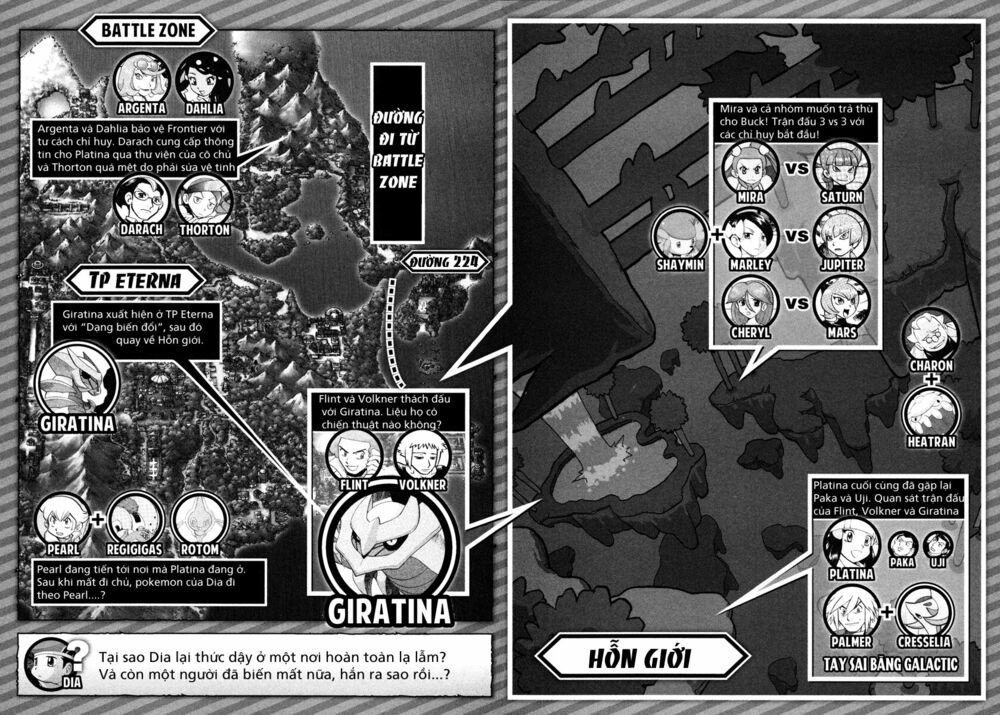 BATTLE ZONE
ARGENTA
DAHLIA
Argenta và Dahlia bảo vệ Frontier với
tư cách chỉ huy. Darach cung cấp thông
tin cho Platina qua thư viện của cô chủ
và Thorton quá mệt do phải sủa vệ tinh
DARACH
THORTON
ĐƯỜNG
ĐI TỪ
BATTLE
ZONE
ĐƯỜNG 224
TP ETERNA
Giratina xuất hiện ở TP Eterna
với “Dạng biến đổi”, sau đó
quay về Hỗn giới.
GIRATINA
Flint và Volkner thách đấu
với Giratina. Liệu họ có
chiến thuật nào không?
FLINT
VOLKNER
GIRATINA
PEARL
+
REGIGIGAS
ROTOM
Pearl đang tiến tới nơi mà Platina đang ở.
Sau khi mất đi chủ, pokemon của Dia đi
theo Pearl....?
?
DIA
Tại sao Dia lại thức dậy ở một nơi hoàn toàn lạ lẫm?
Và còn một người đã biến mất nữa, hắn ra sao rồi...?
Mira và cả nhóm muốn trả thù
cho Buck! Trận đấu 3 vs 3 với
các chỉ huy bắt đầu!
MIRA
VS
SATURN
SHAYMIN
+
MARLEY
VS
JUPITER
CHERYL
VS
MARS
CHARON
+
HEATRAN
Platina cuối cùng đã gặp lại
Paka và Uji. Quan sát trận đấu
của Flint, Volkner và Giratina
PLATINA
PAKA
UJI
PALMER
+
CRESSELIA
TAY SAI BĂNG GALACTIC
HỖN GIỚI